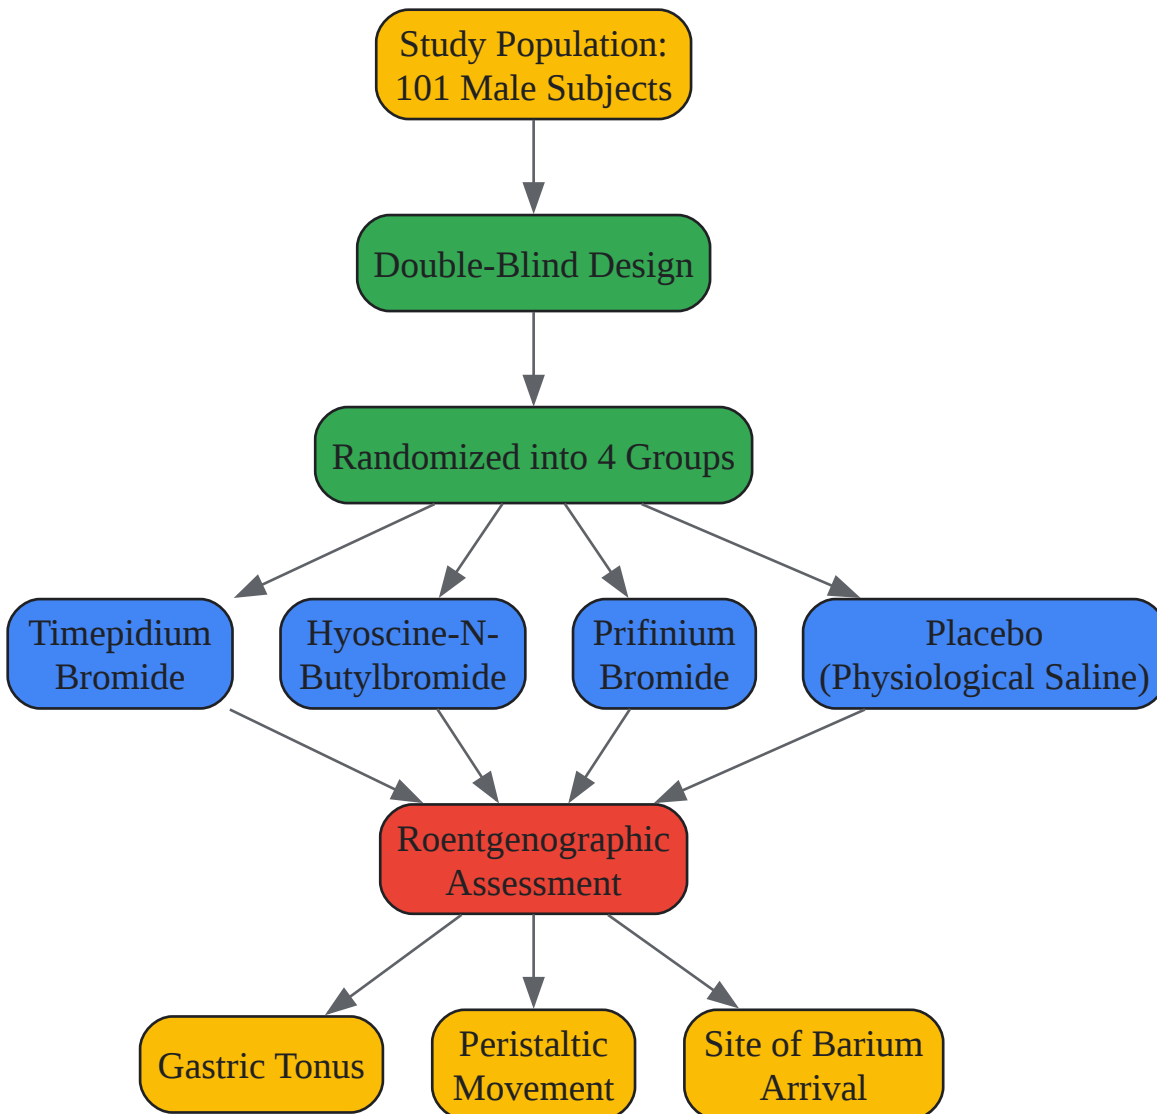 Study Population:
101 Male Subjects
Double-Blind Design
Randomized into 4 Groups
Timepidium
Bromide
Hyoscine-N-
Butylbromide
Prifinium
Bromide
Placebo
(Physiological Saline)
Roentgenographic
Assessment
Gastric Tonus
Peristaltic
Movement
Site of Barium
Arrival